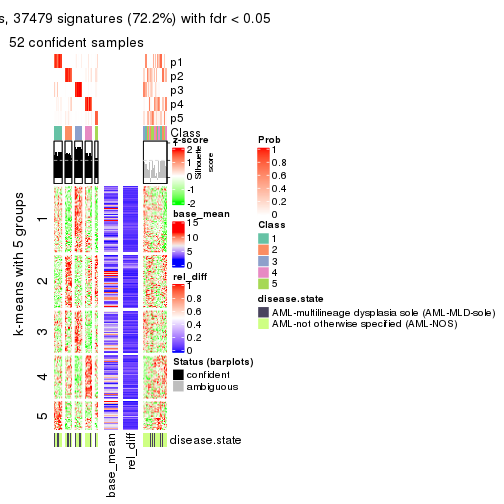 s, 37479 signatures (72.2%) with fdr < 0.05
52 confident samples
p1
p2
p3
p4
p5
Class
Silhouette
score
k-means with 5 groups
1
2
3
4
5
base_mean
rel_diff
disease.state
z-score
2
1
0
-1
-2
base_mean
15
10
5
0
rel_diff
1
0.8
0.6
0.4
0.2
0
Status (barplots)
confident
ambiguous
Prob
1
0.8
0.6
0.4
0.2
0
Class
1
2
3
4
5
disease.state
AML-multilineage dysplasia sole (AML-MLD-sole)
AML-not otherwise specified (AML-NOS)